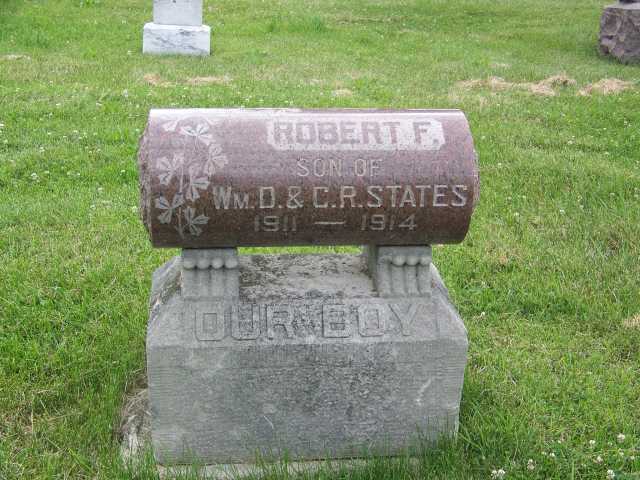 ROBERT F.
SON OF
WM. D. & C. R. STATES
1911 — 1914
OUR BOY